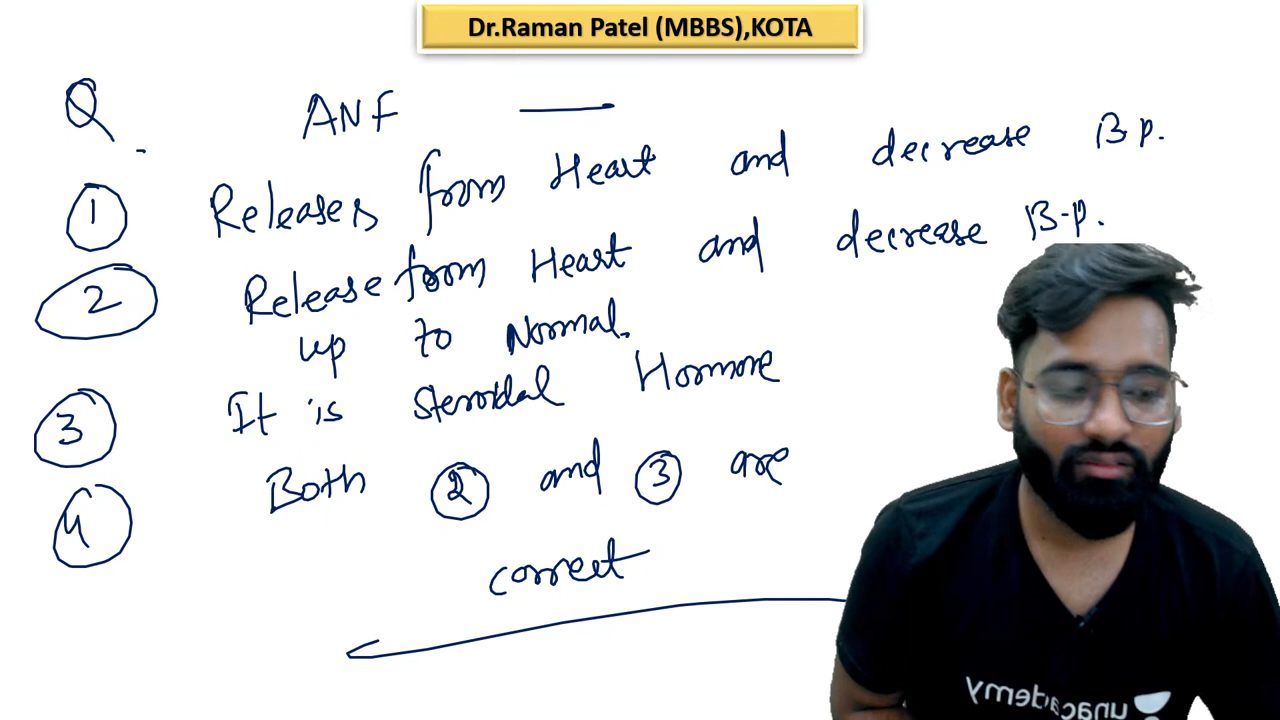 Dr.Raman Patel (MBBS),KOTA
Q. ANF —
1 Releases from Heart and decrease B.p.
2 Release from Heart and decrease B.p.
up to Normal.
3 It is steroidal Hormone
4 Both 2 and 3 are
correct
unacademy